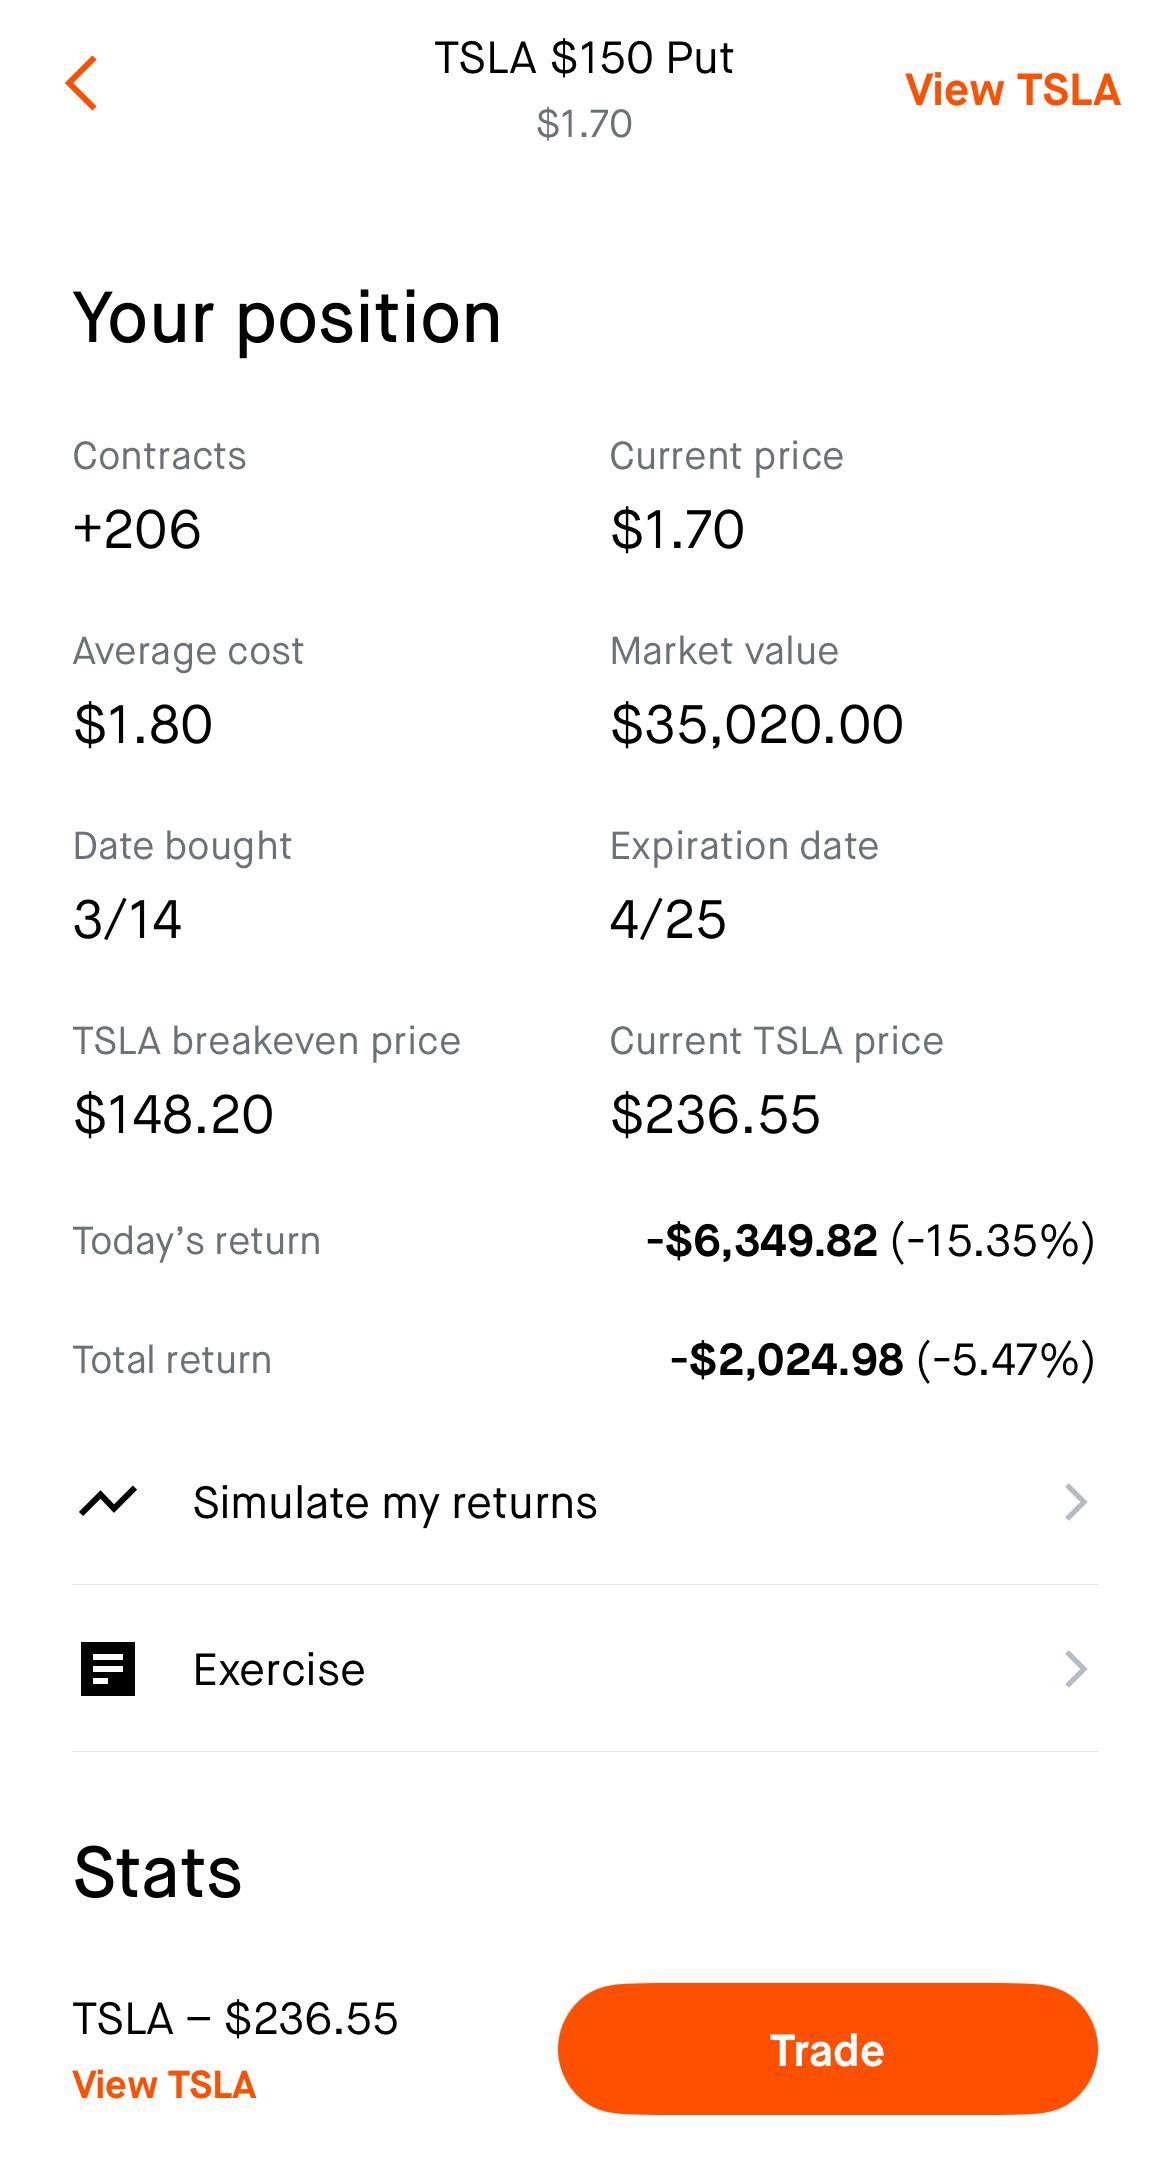 TSLA $150 Put
$1.70
View TSLA
Your position
Contracts
+206
Current price
$1.70
Average cost
$1.80
Market value
$35,020.00
Date bought
3/14
Expiration date
4/25
TSLA breakeven price
$148.20
Current TSLA price
$236.55
Today's return
-$6,349.82 (-15.35%)
Total return
-$2,024.98 (-5.47%)
Simulate my returns
Exercise
Stats
TSLA – $236.55
View TSLA
Trade